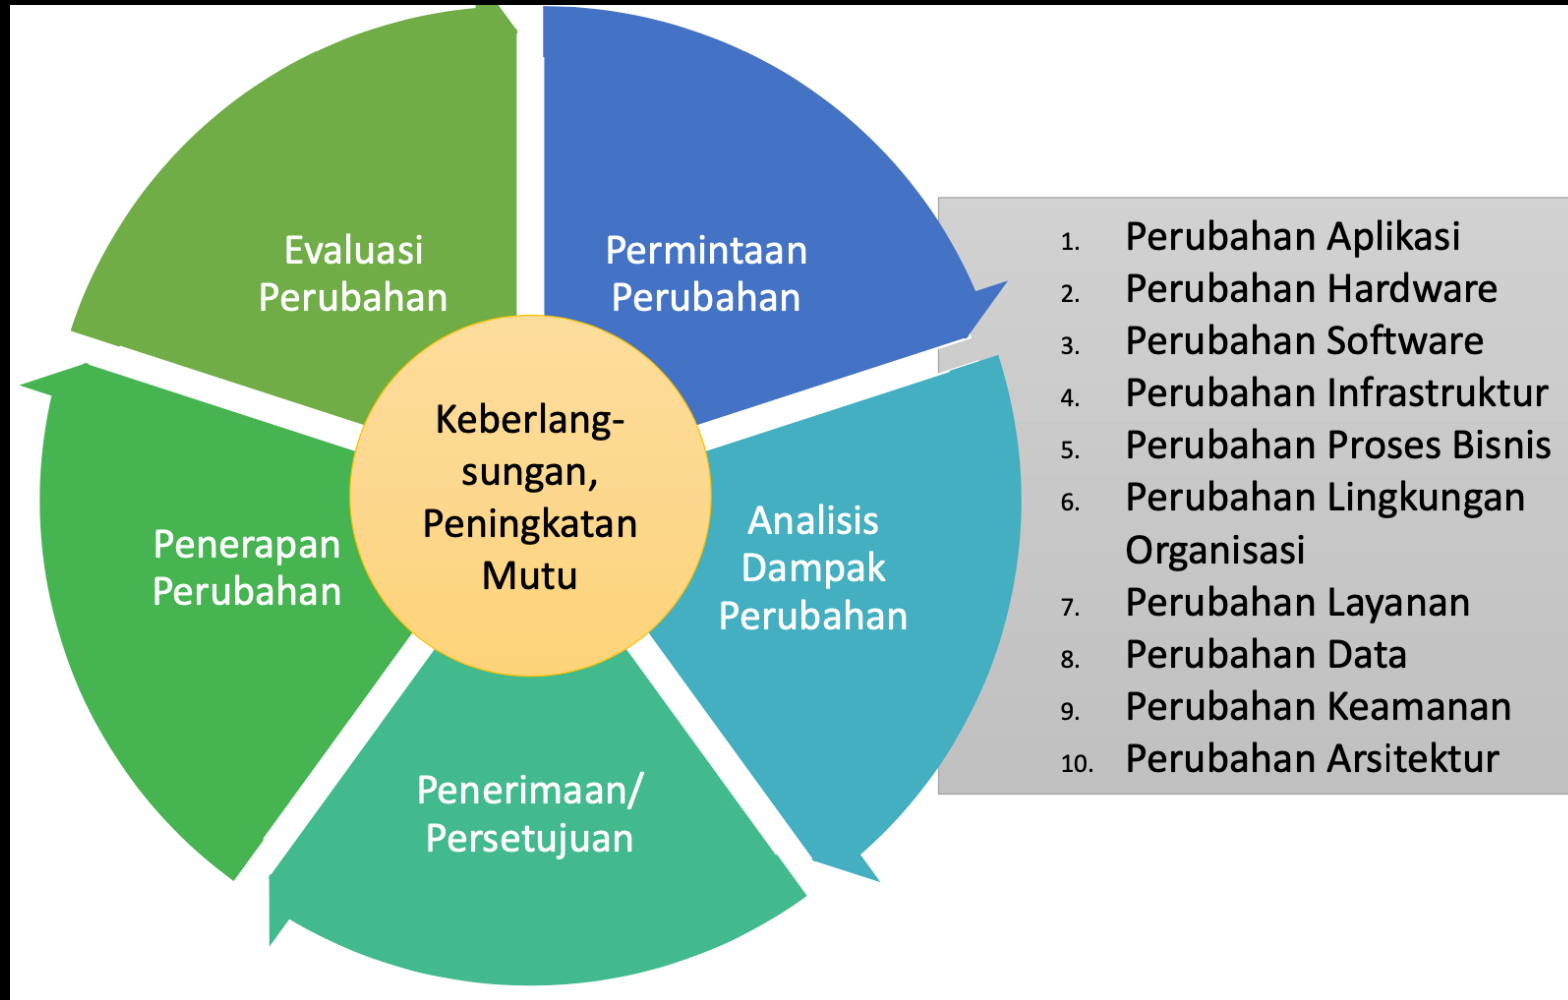 Evaluasi
Perubahan
Permintaan
Perubahan
Keberlang-
sungan,
Peningkatan
Mutu
Penerapan
Perubahan
Analisis
Dampak
Perubahan
Penerimaan/
Persetujuan
1. Perubahan Aplikasi
2. Perubahan Hardware
3. Perubahan Software
4. Perubahan Infrastruktur
5. Perubahan Proses Bisnis
6. Perubahan Lingkungan
Organisasi
7. Perubahan Layanan
8. Perubahan Data
9. Perubahan Keamanan
10. Perubahan Arsitektur